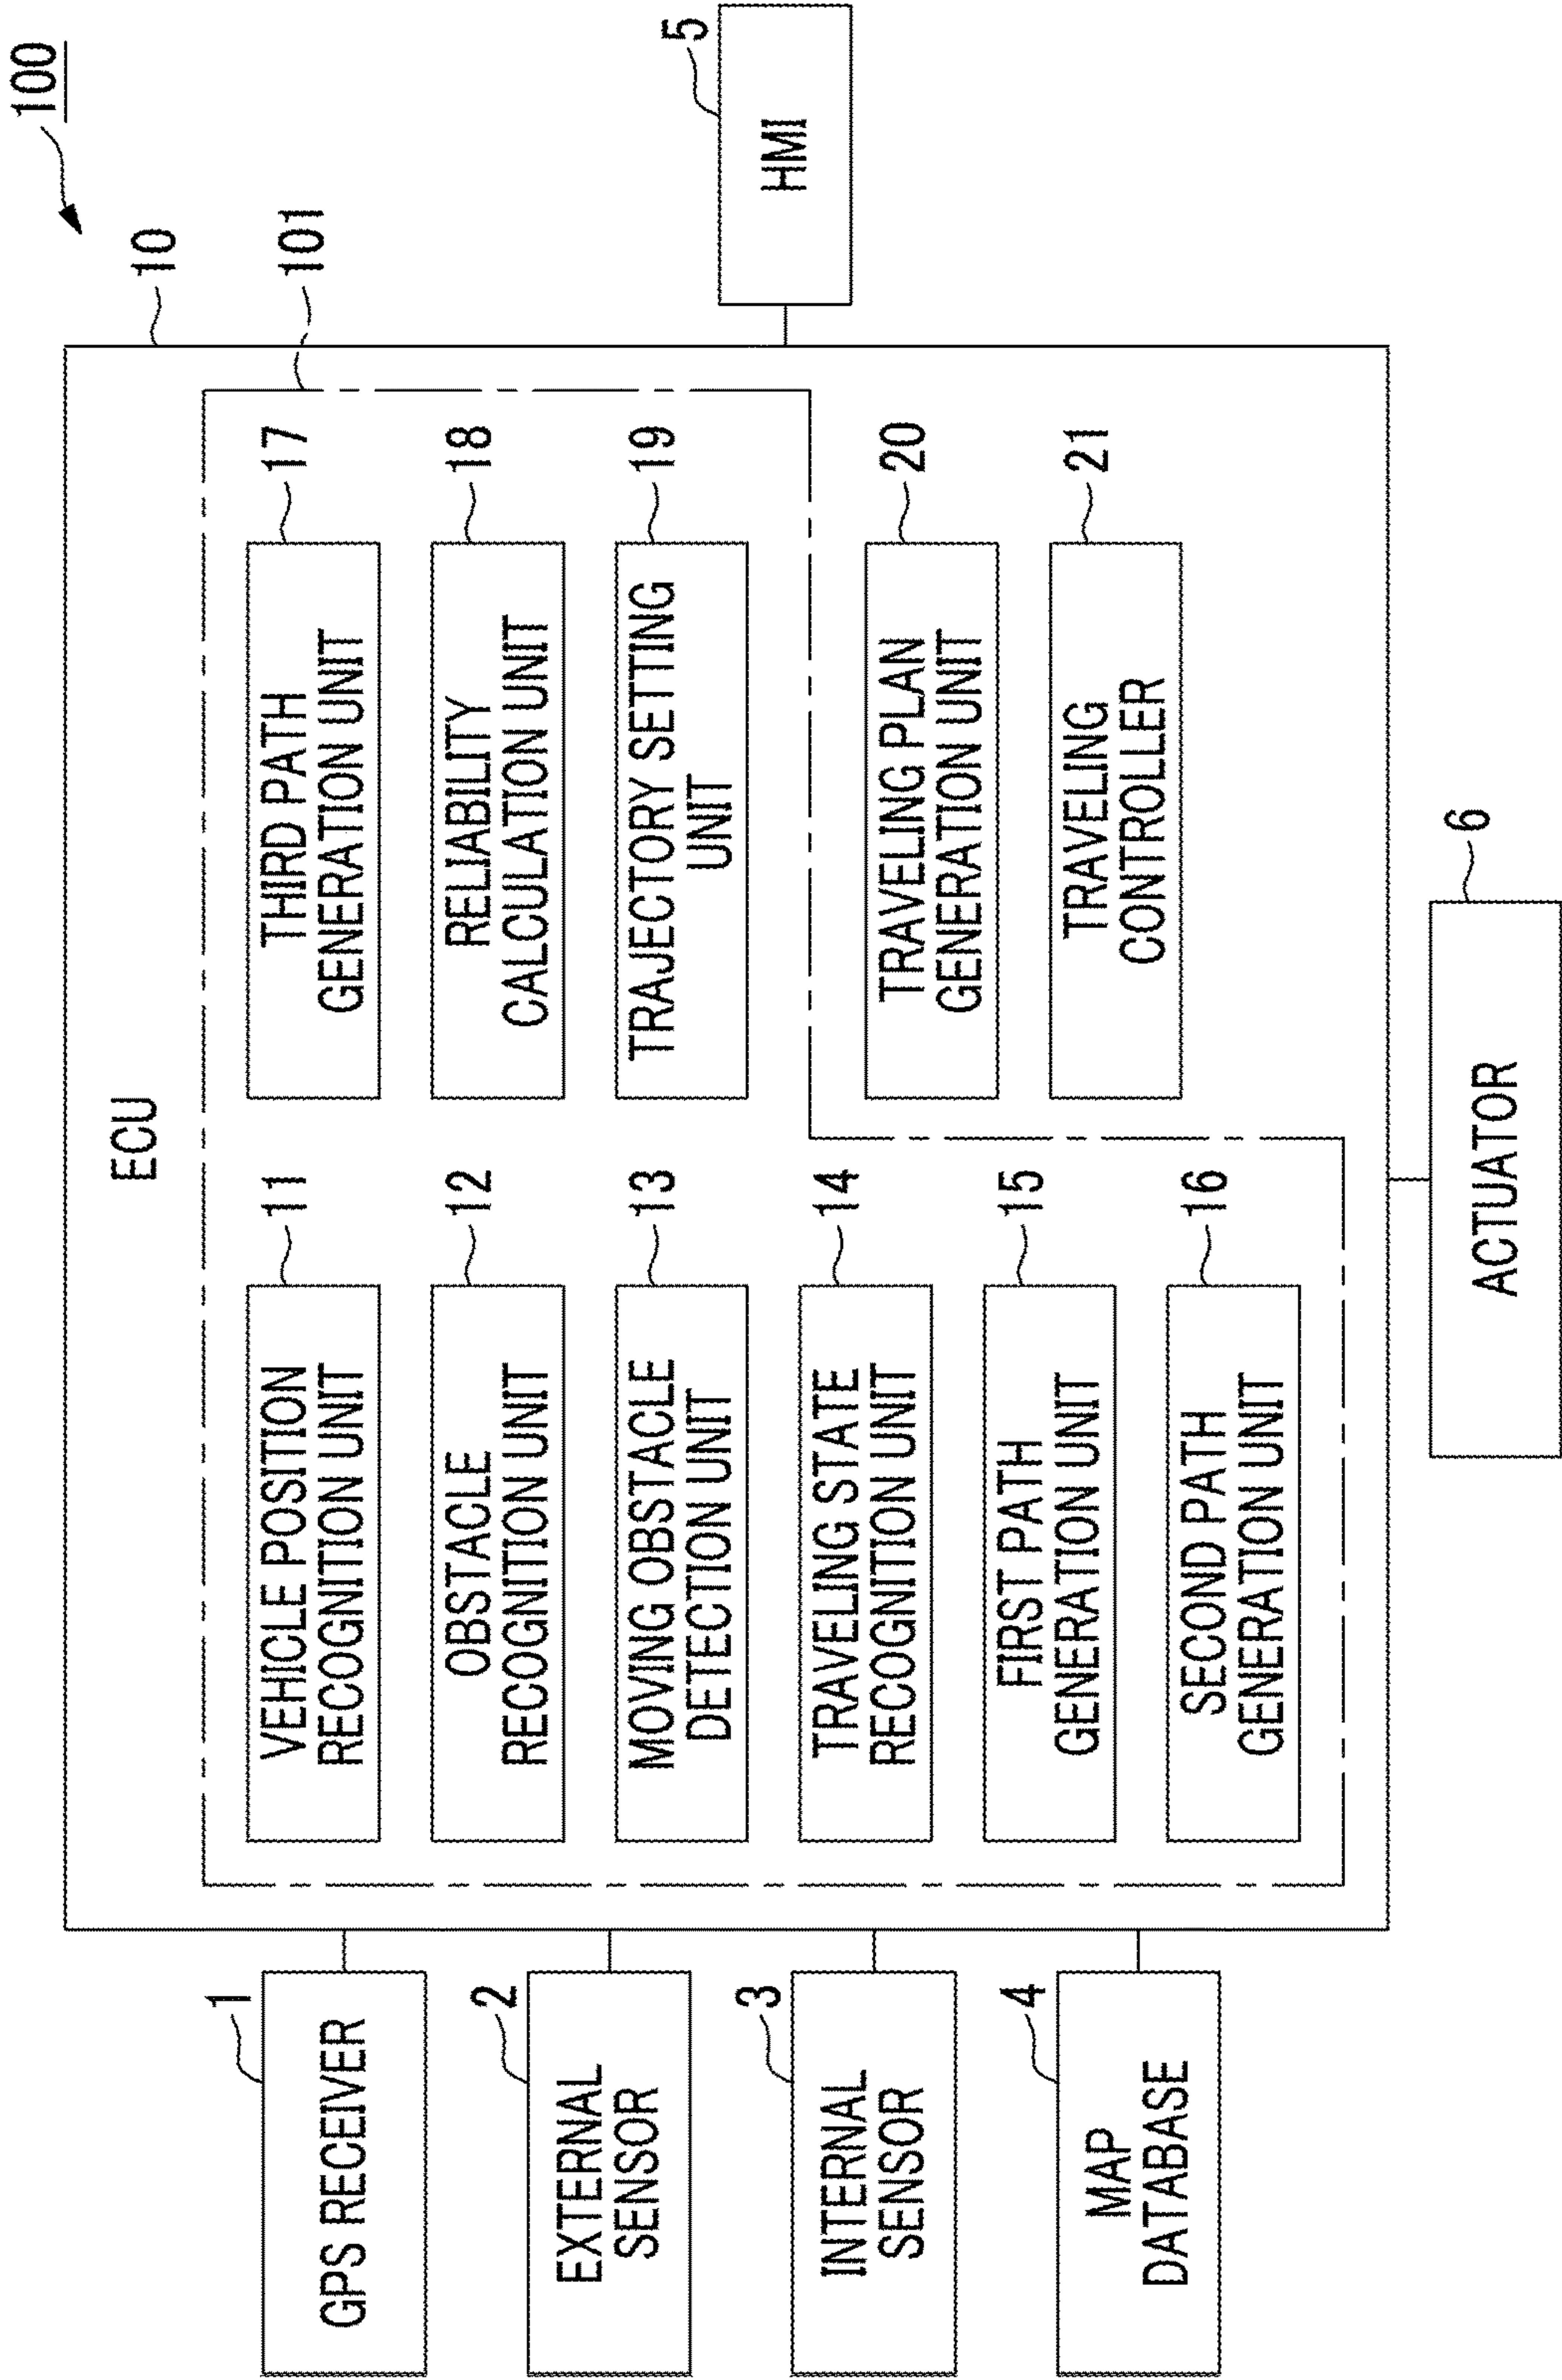 100
10
101
ECU
1
GPS RECEIVER
2
EXTERNAL
SENSOR
3
INTERNAL
SENSOR
4
MAP
DATABASE
11
VEHICLE POSITION
RECOGNITION UNIT
12
OBSTACLE
RECOGNITION UNIT
13
MOVING OBSTACLE
DETECTION UNIT
14
TRAVELING STATE
RECOGNITION UNIT
15
FIRST PATH
GENERATION UNIT
16
SECOND PATH
GENERATION UNIT
17
THIRD PATH
GENERATION UNIT
18
RELIABILITY
CALCULATION UNIT
19
TRAJECTORY SETTING
UNIT
20
TRAVELING PLAN
GENERATION UNIT
21
TRAVELING
CONTROLLER
5
HMI
6
ACTUATOR